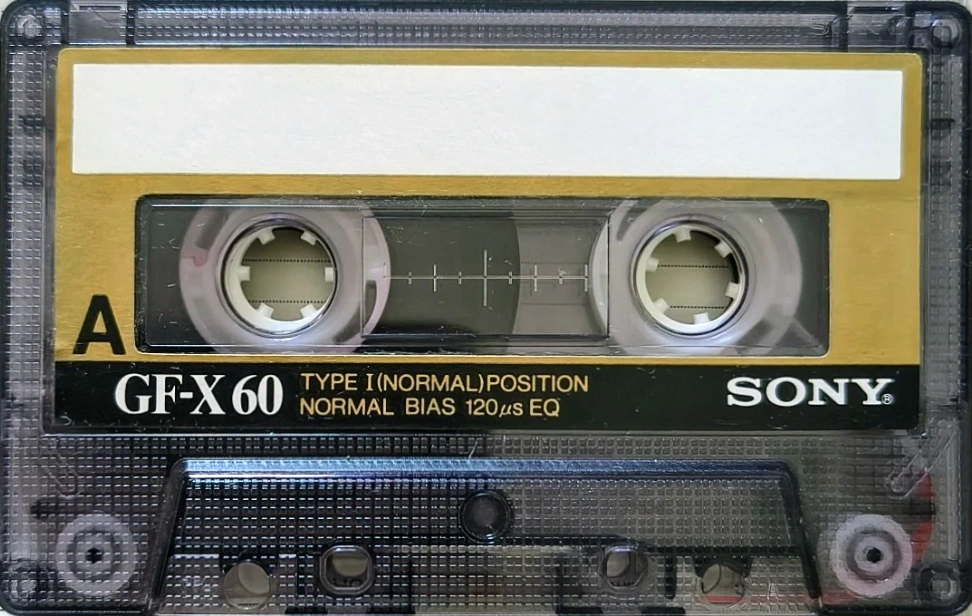 A
GF-X 60
TYPE I (NORMAL) POSITION
NORMAL BIAS 120µs EQ
SONY®